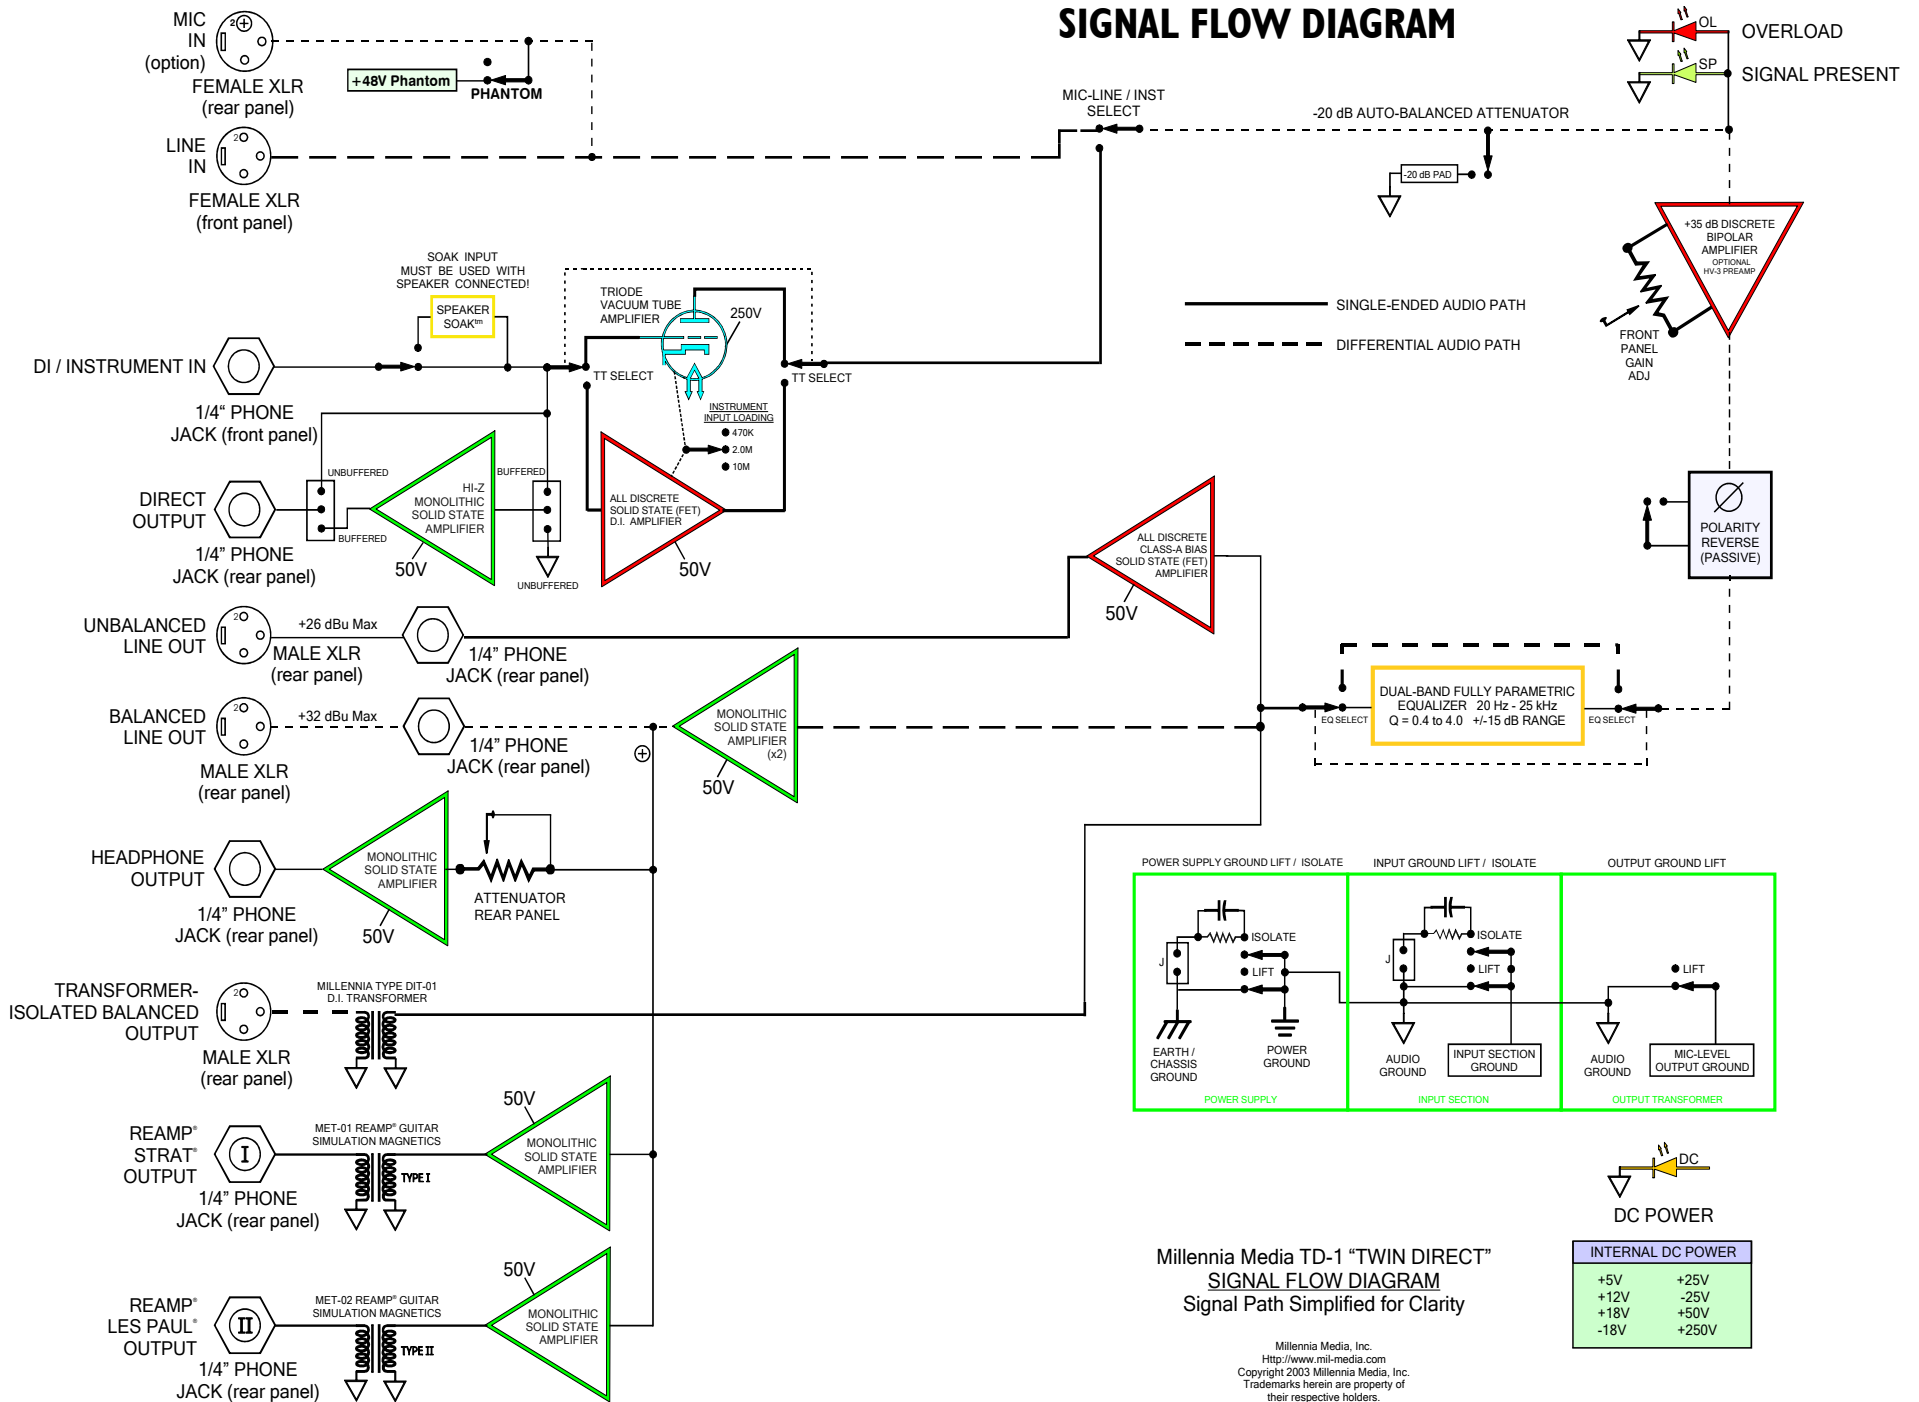 SIGNAL FLOW DIAGRAM
MIC
IN
(option)
2
FEMALE XLR
(rear panel)
+48V Phantom
PHANTOM
LINE
IN
2
FEMALE XLR
(front panel)
MIC-LINE / INST
SELECT
-20 dB AUTO-BALANCED ATTENUATOR
-20 dB PAD
OL
OVERLOAD
SP
SIGNAL PRESENT
+35 dB DISCRETE
BIPOLAR
AMPLIFIER
OPTIONAL
HV-3 PREAMP
FRONT
PANEL
GAIN
ADJ
SINGLE-ENDED AUDIO PATH
DIFFERENTIAL AUDIO PATH
SOAK INPUT
MUST BE USED WITH
SPEAKER CONNECTED!
SPEAKER
SOAKtm
TRIODE
VACUUM TUBE
AMPLIFIER
250V
DI / INSTRUMENT IN
1/4“ PHONE
JACK (front panel)
TT SELECT
TT SELECT
INSTRUMENT
INPUT LOADING
470K
2.0M
10M
UNBUFFERED
BUFFERED
HI-Z
MONOLITHIC
SOLID STATE
AMPLIFIER
50V
BUFFERED
UNBUFFERED
DIRECT
OUTPUT
1/4” PHONE
JACK (rear panel)
ALL DISCRETE
SOLID STATE (FET)
D.I. AMPLIFIER
50V
ALL DISCRETE
CLASS-A BIAS
SOLID STATE (FET)
AMPLIFIER
50V
POLARITY
REVERSE
(PASSIVE)
UNBALANCED
LINE OUT
2
+26 dBu Max
MALE XLR
(rear panel)
1/4” PHONE
JACK (rear panel)
BALANCED
LINE OUT
2
+32 dBu Max
MALE XLR
(rear panel)
1/4” PHONE
JACK (rear panel)
MONOLITHIC
SOLID STATE
AMPLIFIER
(x2)
50V
EQ SELECT
DUAL-BAND FULLY PARAMETRIC
EQUALIZER 20 Hz - 25 kHz
Q = 0.4 to 4.0 +/-15 dB RANGE
EQ SELECT
HEADPHONE
OUTPUT
1/4” PHONE
JACK (rear panel)
MONOLITHIC
SOLID STATE
AMPLIFIER
50V
ATTENUATOR
REAR PANEL
POWER SUPPLY GROUND LIFT / ISOLATE
INPUT GROUND LIFT / ISOLATE
OUTPUT GROUND LIFT
J
ISOLATE
LIFT
EARTH /
CHASSIS
GROUND
POWER
GROUND
POWER SUPPLY
J
ISOLATE
LIFT
AUDIO
GROUND
INPUT SECTION
GROUND
INPUT SECTION
LIFT
AUDIO
GROUND
MIC-LEVEL
OUTPUT GROUND
OUTPUT TRANSFORMER
TRANSFORMER-
ISOLATED BALANCED
OUTPUT
2
MALE XLR
(rear panel)
MILLENNIA TYPE DIT-01
D.I. TRANSFORMER
REAMP®
STRAT®
OUTPUT
I
1/4” PHONE
JACK (rear panel)
MET-01 REAMP® GUITAR
SIMULATION MAGNETICS
TYPE I
50V
MONOLITHIC
SOLID STATE
AMPLIFIER
REAMP®
LES PAUL®
OUTPUT
II
1/4” PHONE
JACK (rear panel)
MET-02 REAMP® GUITAR
SIMULATION MAGNETICS
TYPE II
50V
MONOLITHIC
SOLID STATE
AMPLIFIER
DC
DC POWER
INTERNAL DC POWER
+5V +25V
+12V -25V
+18V +50V
-18V +250V
Millennia Media TD-1 “TWIN DIRECT”
SIGNAL FLOW DIAGRAM
Signal Path Simplified for Clarity
Millennia Media, Inc.
Http://www.mil-media.com
Copyright 2003 Millennia Media, Inc.
Trademarks herein are property of
their respective holders.